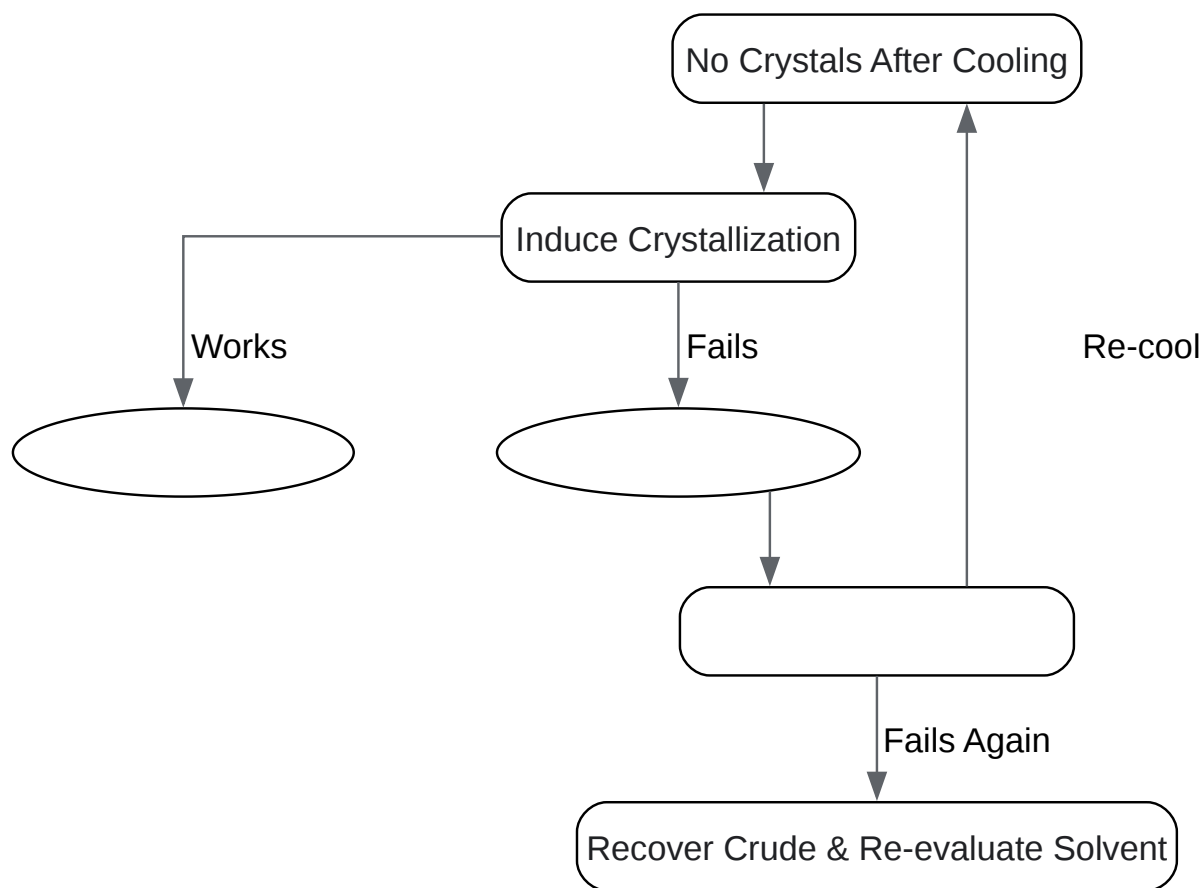 No Crystals After Cooling
Induce Crystallization
Works
Fails
Re-cool
Fails Again
Recover Crude & Re-evaluate Solvent